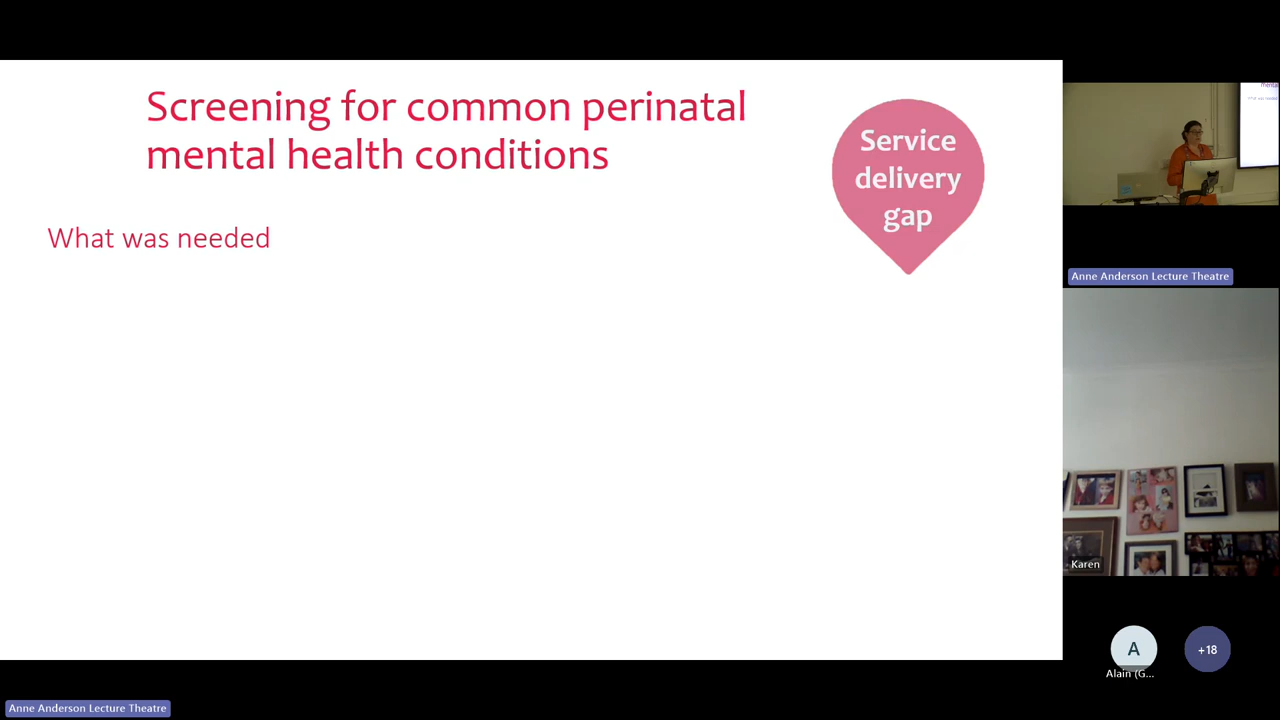 Screening for common perinatal
mental health conditions
Service
delivery
gap
What was needed
Anne Anderson Lecture Theatre
Karen
A
+18
Alain (G...
Anne Anderson Lecture Theatre